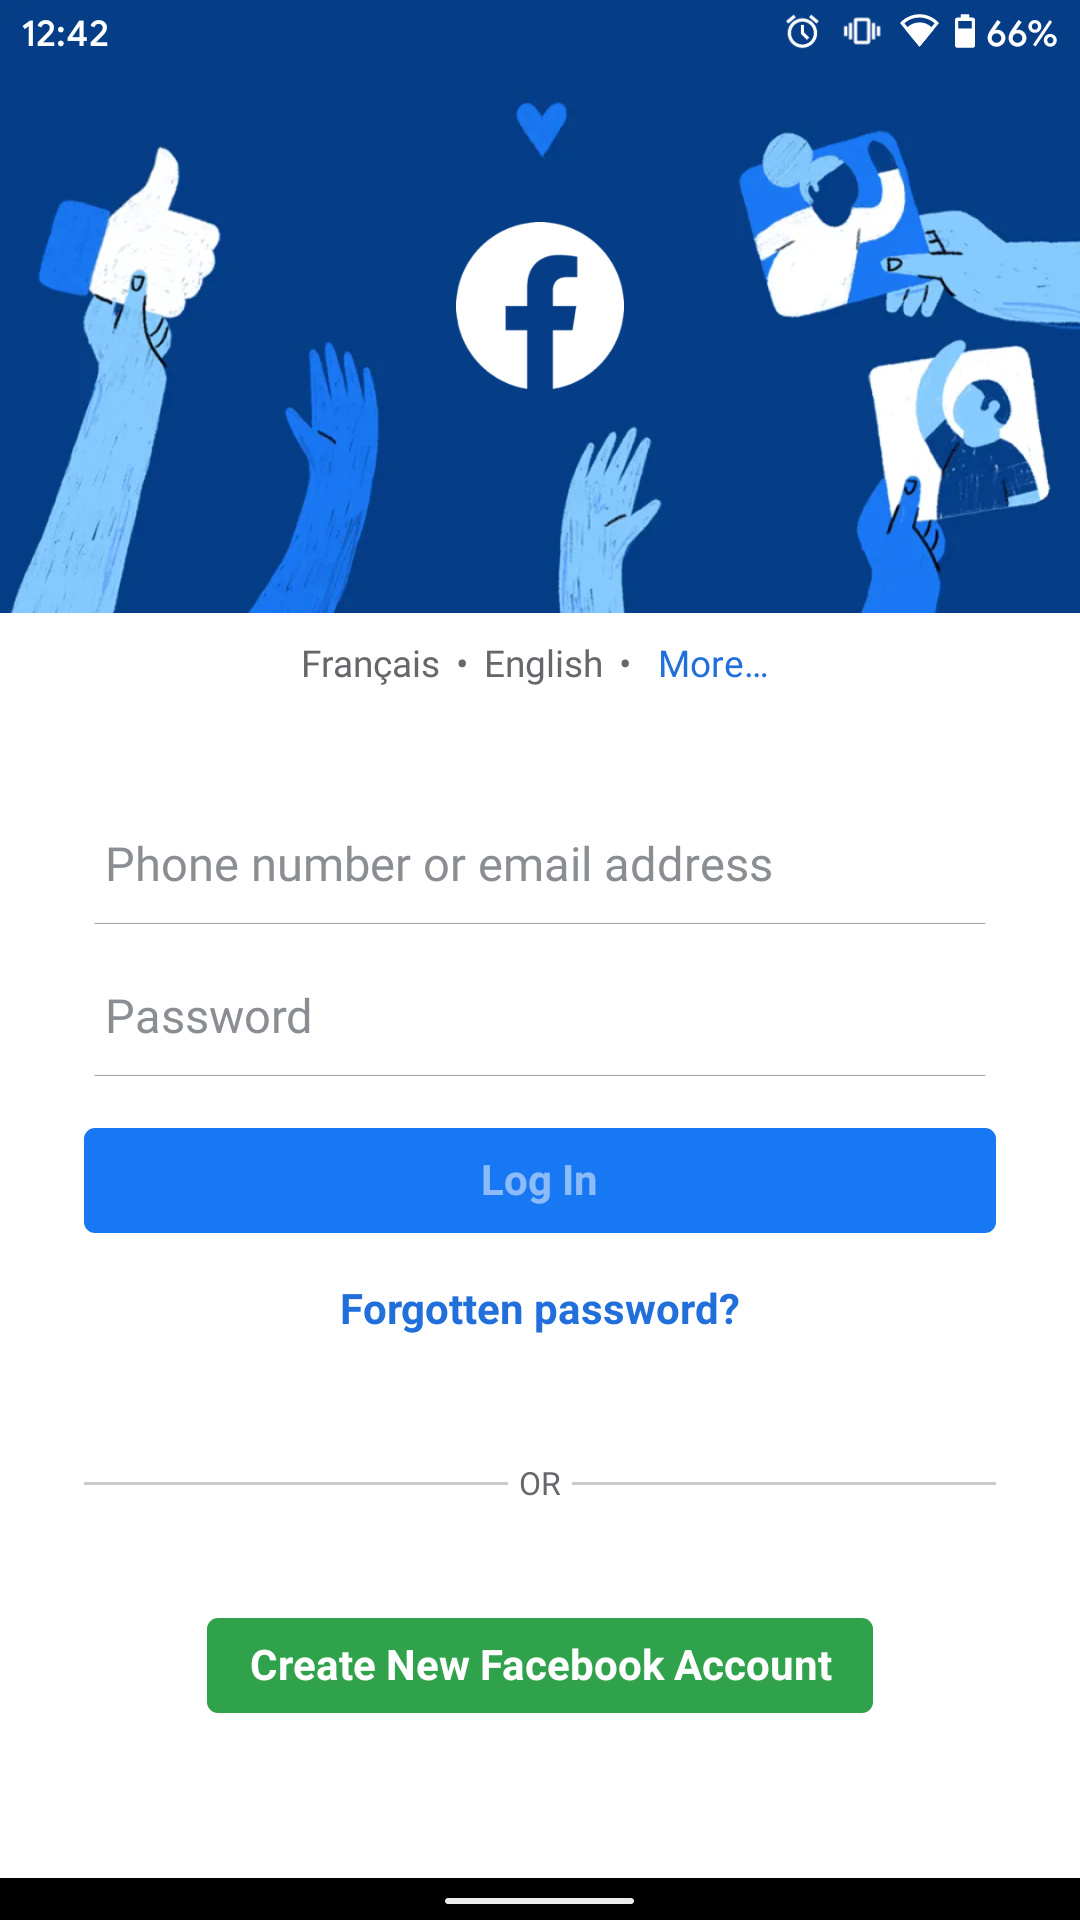 12:42 66%
Français • English • More...
Phone number or email address
Password
Log In
Forgotten password?
OR
Create New Facebook Account